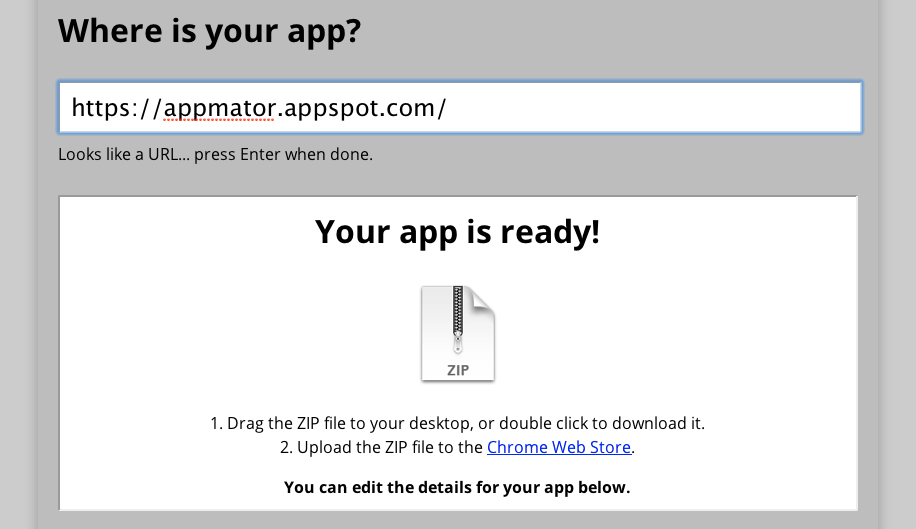 Where is your app?
https://appmator.appspot.com/
Looks like a URL... press Enter when done.
Your app is ready!
ZIP
1. Drag the ZIP file to your desktop, or double click to download it.
2. Upload the ZIP file to the Chrome Web Store.
You can edit the details for your app below.